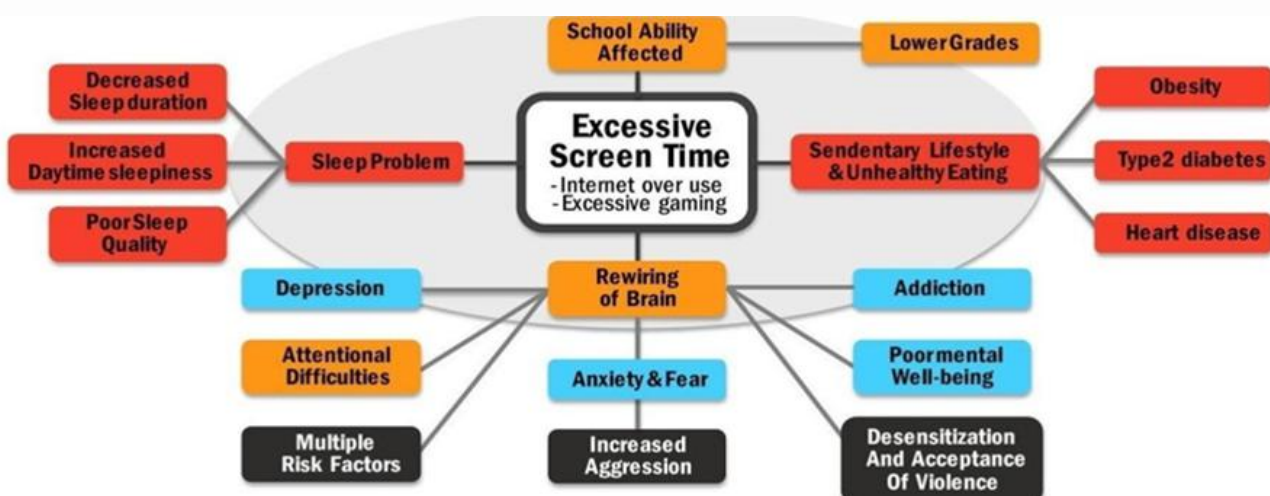 School Ability
Affected
Lower Grades
Decreased
Sleep duration
Increased
Daytime sleepiness
Poor Sleep
Quality
Sleep Problem
Excessive
Screen Time
- Internet over use
- Excessive gaming
Sendentary Lifestyle
& Unhealthy Eating
Obesity
Type2 diabetes
Heart disease
Rewiring
of Brain
Depression
Attentional
Difficulties
Multiple
Risk Factors
Anxiety & Fear
Increased
Aggression
Addiction
Poor mental
Well-being
Desensitization
And Acceptance
Of Violence